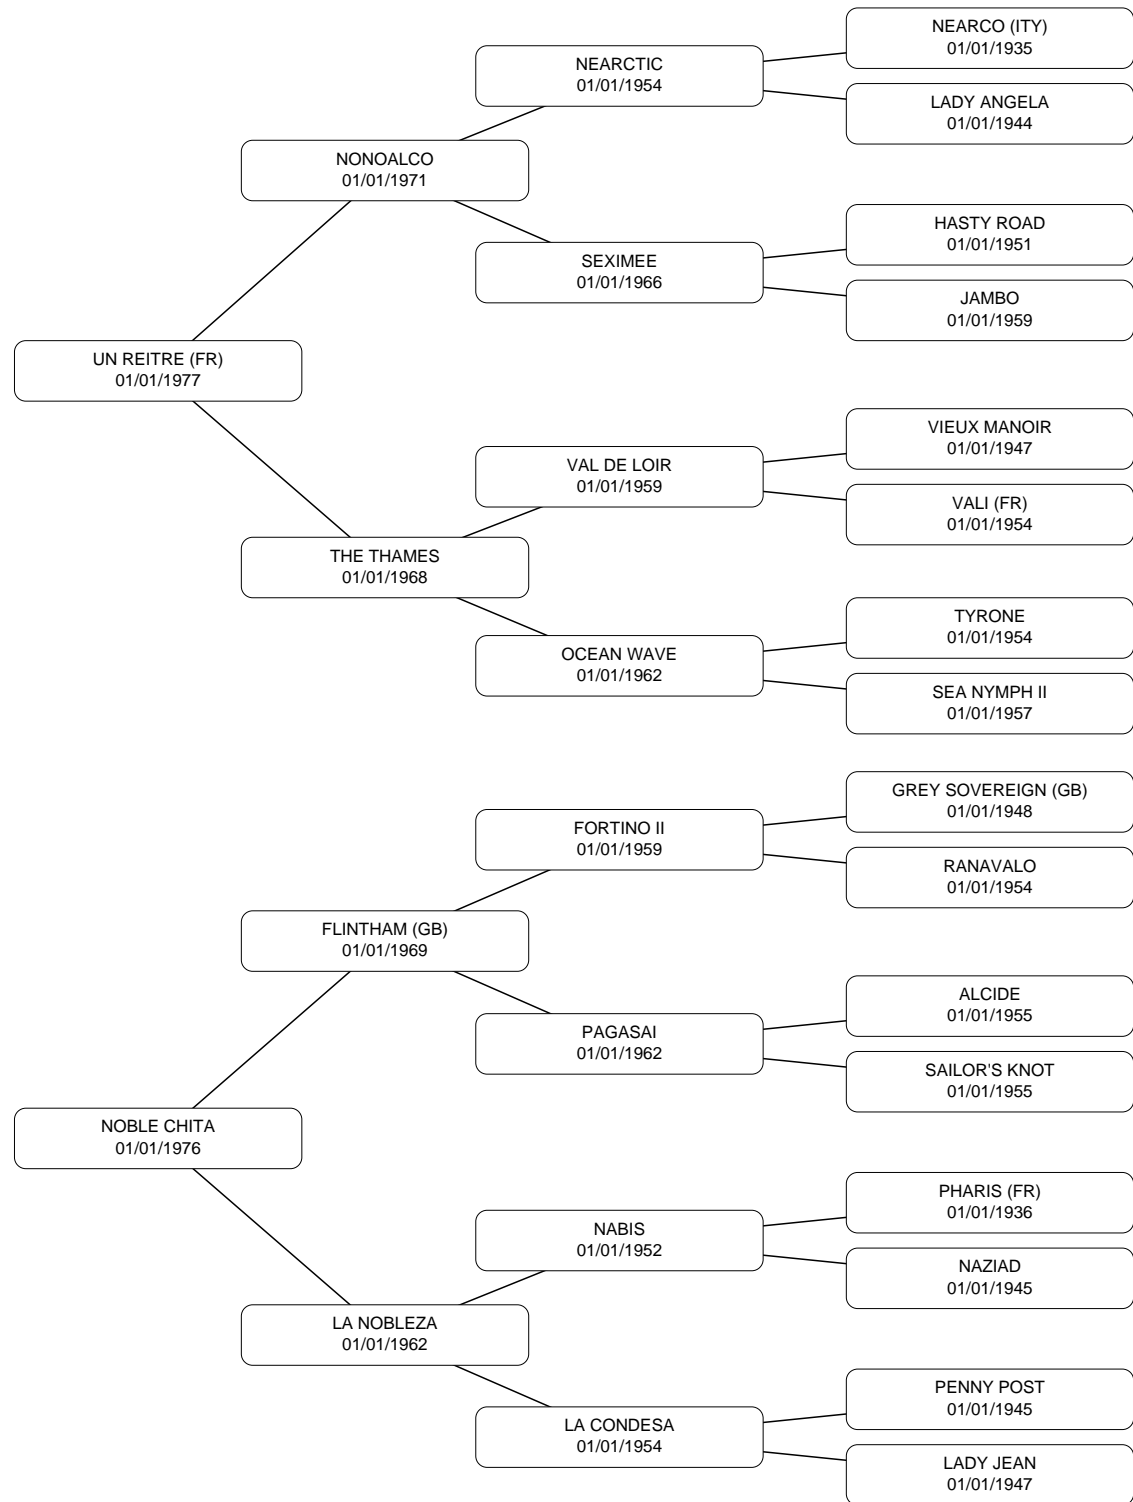 NEARCO (ITY)
01/01/1935
NEARCTIC
01/01/1954
LADY ANGELA
01/01/1944
NONOALCO
01/01/1971
HASTY ROAD
01/01/1951
SEXIMEE
01/01/1966
JAMBO
01/01/1959
UN REITRE (FR)
01/01/1977
VIEUX MANOIR
01/01/1947
VAL DE LOIR
01/01/1959
VALI (FR)
01/01/1954
THE THAMES
01/01/1968
TYRONE
01/01/1954
OCEAN WAVE
01/01/1962
SEA NYMPH II
01/01/1957
GREY SOVEREIGN (GB)
01/01/1948
FORTINO II
01/01/1959
RANAVALO
01/01/1954
FLINTHAM (GB)
01/01/1969
ALCIDE
01/01/1955
PAGASAI
01/01/1962
SAILOR'S KNOT
01/01/1955
NOBLE CHITA
01/01/1976
PHARIS (FR)
01/01/1936
NABIS
01/01/1952
NAZIAD
01/01/1945
LA NOBLEZA
01/01/1962
PENNY POST
01/01/1945
LA CONDESA
01/01/1954
LADY JEAN
01/01/1947